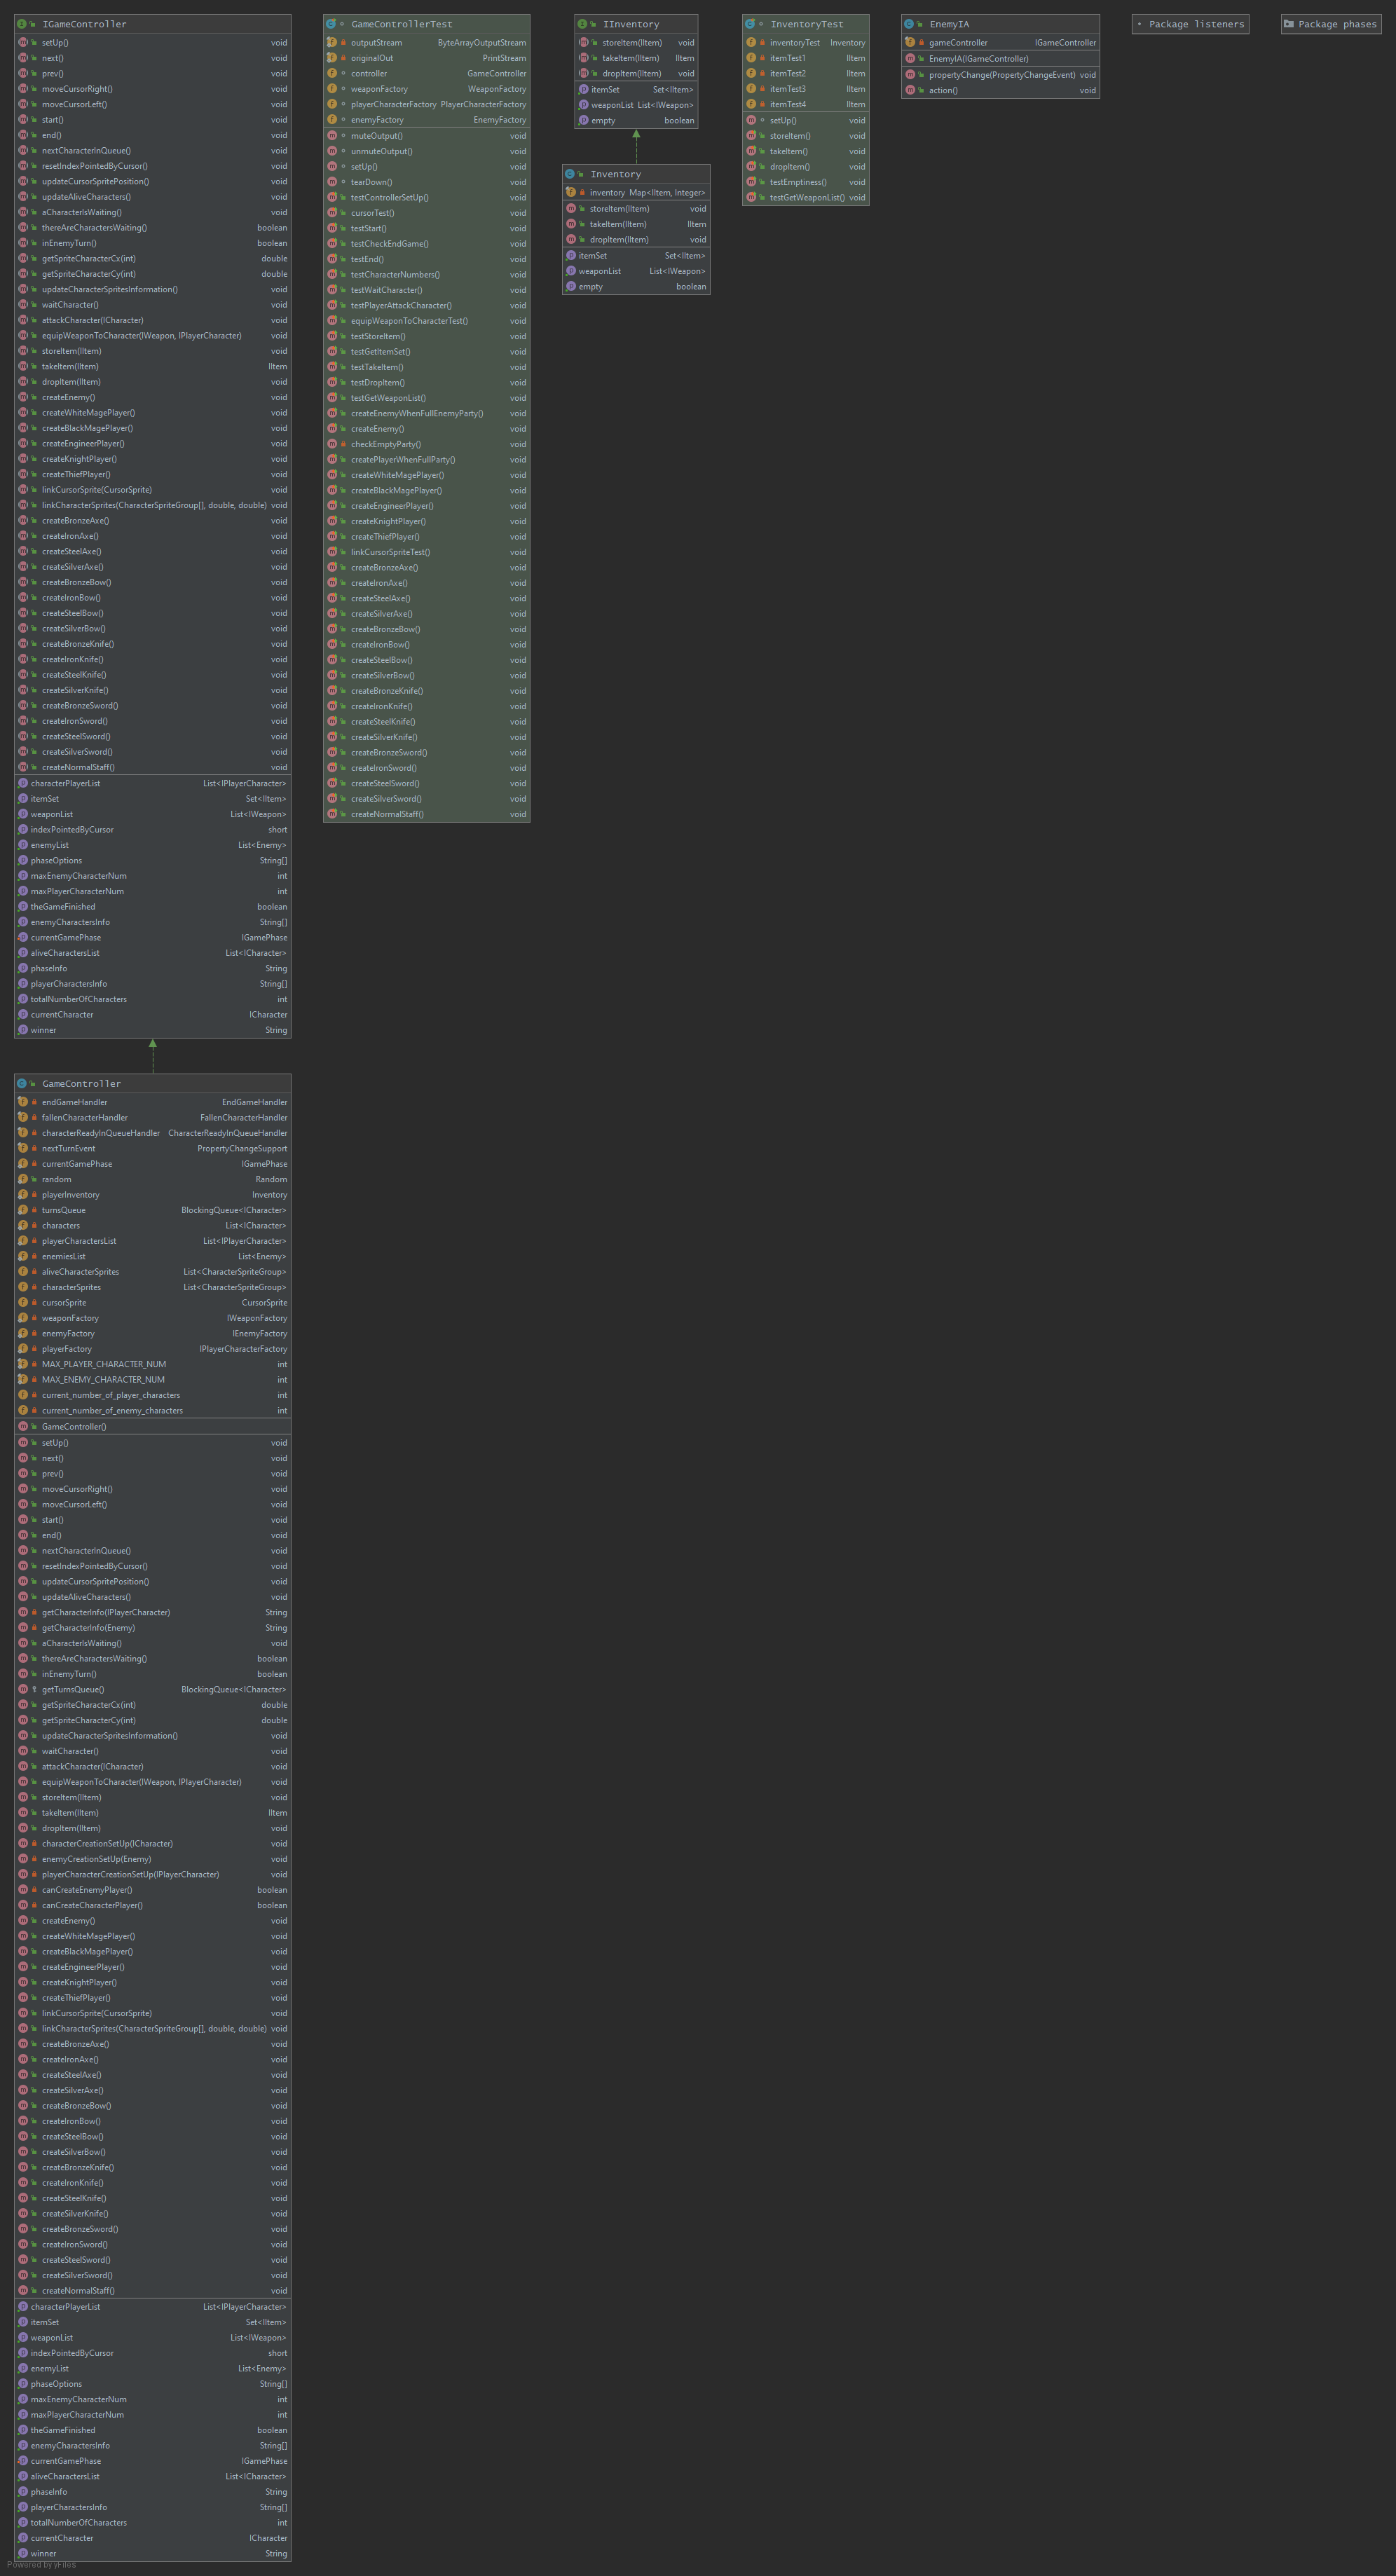 IGameController
setUp() void
next() void
prev() void
moveCursorRight() void
moveCursorLeft() void
start() void
end() void
nextCharacterInQueue() void
resetIndexPointedByCursor() void
updateCursorSpritePosition() void
updateAliveCharacters() void
aCharacterIsWaiting() void
thereAreCharactersWaiting() boolean
inEnemyTurn() boolean
getSpriteCharacterCx(int) double
getSpriteCharacterCy(int) double
updateCharacterSpritesInformation() void
waitCharacter() void
attackCharacter(ICharacter) void
equipWeaponToCharacter(IWeapon, IPlayerCharacter) void
storeItem(IItem) void
takeItem(IItem) IItem
dropItem(IItem) void
createEnemy() void
createWhiteMagePlayer() void
createBlackMagePlayer() void
createEngineerPlayer() void
createKnightPlayer() void
createThiefPlayer() void
linkCursorSprite(CursorSprite) void
linkCharacterSprites(CharacterSpriteGroup[], double, double) void
createBronzeAxe() void
createIronAxe() void
createSteelAxe() void
createSilverAxe() void
createBronzeBow() void
createIronBow() void
createSteelBow() void
createSilverBow() void
createBronzeKnife() void
createIronKnife() void
createSteelKnife() void
createSilverKnife() void
createBronzeSword() void
createIronSword() void
createSteelSword() void
createSilverSword() void
createNormalStaff() void
characterPlayerList List<IPlayerCharacter>
itemSet Set<IItem>
weaponList List<IWeapon>
indexPointedByCursor short
enemyList List<Enemy>
phaseOptions String[]
maxEnemyCharacterNum int
maxPlayerCharacterNum int
theGameFinished boolean
enemyCharactersInfo String[]
currentGamePhase IGamePhase
aliveCharactersList List<ICharacter>
phaseInfo String
playerCharactersInfo String[]
totalNumberOfCharacters int
currentCharacter ICharacter
winner String
GameController
endGameHandler EndGameHandler
fallenCharacterHandler FallenCharacterHandler
characterReadyInQueueHandler CharacterReadyInQueueHandler
nextTurnEvent PropertyChangeSupport
currentGamePhase IGamePhase
random Random
playerInventory Inventory
turnsQueue BlockingQueue<ICharacter>
characters List<ICharacter>
playerCharactersList List<IPlayerCharacter>
enemiesList List<Enemy>
aliveCharacterSprites List<CharacterSpriteGroup>
characterSprites List<CharacterSpriteGroup>
cursorSprite CursorSprite
weaponFactory IWeaponFactory
enemyFactory IEnemyFactory
playerFactory IPlayerCharacterFactory
MAX_PLAYER_CHARACTER_NUM int
MAX_ENEMY_CHARACTER_NUM int
current_number_of_player_characters int
current_number_of_enemy_characters int
GameController()
setUp() void
next() void
prev() void
moveCursorRight() void
moveCursorLeft() void
start() void
end() void
nextCharacterInQueue() void
resetIndexPointedByCursor() void
updateCursorSpritePosition() void
updateAliveCharacters() void
getCharacterInfo(IPlayerCharacter) String
getCharacterInfo(Enemy) String
aCharacterIsWaiting() void
thereAreCharactersWaiting() boolean
inEnemyTurn() boolean
getTurnsQueue() BlockingQueue<ICharacter>
getSpriteCharacterCx(int) double
getSpriteCharacterCy(int) double
updateCharacterSpritesInformation() void
waitCharacter() void
attackCharacter(ICharacter) void
equipWeaponToCharacter(IWeapon, IPlayerCharacter) void
storeItem(IItem) void
takeItem(IItem) IItem
dropItem(IItem) void
characterCreationSetUp(ICharacter) void
enemyCreationSetUp(Enemy) void
playerCharacterCreationSetUp(IPlayerCharacter) void
canCreateEnemyPlayer() boolean
canCreateCharacterPlayer() boolean
createEnemy() void
createWhiteMagePlayer() void
createBlackMagePlayer() void
createEngineerPlayer() void
createKnightPlayer() void
createThiefPlayer() void
linkCursorSprite(CursorSprite) void
linkCharacterSprites(CharacterSpriteGroup[], double, double) void
createBronzeAxe() void
createIronAxe() void
createSteelAxe() void
createSilverAxe() void
createBronzeBow() void
createIronBow() void
createSteelBow() void
createSilverBow() void
createBronzeKnife() void
createIronKnife() void
createSteelKnife() void
createSilverKnife() void
createBronzeSword() void
createIronSword() void
createSteelSword() void
createSilverSword() void
createNormalStaff() void
characterPlayerList List<IPlayerCharacter>
itemSet Set<IItem>
weaponList List<IWeapon>
indexPointedByCursor short
enemyList List<Enemy>
phaseOptions String[]
maxEnemyCharacterNum int
maxPlayerCharacterNum int
theGameFinished boolean
enemyCharactersInfo String[]
currentGamePhase IGamePhase
aliveCharactersList List<ICharacter>
phaseInfo String
playerCharactersInfo String[]
totalNumberOfCharacters int
currentCharacter ICharacter
winner String
Powered by yFiles
GameControllerTest
outputStream ByteArrayOutputStream
originalOut PrintStream
controller GameController
weaponFactory WeaponFactory
playerCharacterFactory PlayerCharacterFactory
enemyFactory EnemyFactory
muteOutput() void
unmuteOutput() void
setUp() void
tearDown() void
testControllerSetUp() void
cursorTest() void
testStart() void
testCheckEndGame() void
testEnd() void
testCharacterNumbers() void
testWaitCharacter() void
testPlayerAttackCharacter() void
equipWeaponToCharacterTest() void
testStoreItem() void
testGetItemSet() void
testTakeItem() void
testDropItem() void
testGetWeaponList() void
createEnemyWhenFullEnemyParty() void
createEnemy() void
checkEmptyParty() void
createPlayerWhenFullParty() void
createWhiteMagePlayer() void
createBlackMagePlayer() void
createEngineerPlayer() void
createKnightPlayer() void
createThiefPlayer() void
linkCursorSpriteTest() void
createBronzeAxe() void
createIronAxe() void
createSteelAxe() void
createSilverAxe() void
createBronzeBow() void
createIronBow() void
createSteelBow() void
createSilverBow() void
createBronzeKnife() void
createIronKnife() void
createSteelKnife() void
createSilverKnife() void
createBronzeSword() void
createIronSword() void
createSteelSword() void
createSilverSword() void
createNormalStaff() void
IInventory
storeItem(IItem) void
takeItem(IItem) IItem
dropItem(IItem) void
itemSet Set<IItem>
weaponList List<IWeapon>
empty boolean
Inventory
inventory Map<IItem, Integer>
storeItem(IItem) void
takeItem(IItem) IItem
dropItem(IItem) void
itemSet Set<IItem>
weaponList List<IWeapon>
empty boolean
InventoryTest
inventoryTest Inventory
itemTest1 IItem
itemTest2 IItem
itemTest3 IItem
itemTest4 IItem
setUp() void
storeItem() void
takeItem() void
dropItem() void
testEmptiness() void
testGetWeaponList() void
EnemyIA
gameController IGameController
EnemyIA(IGameController)
propertyChange(PropertyChangeEvent) void
action() void
Package listeners
Package phases